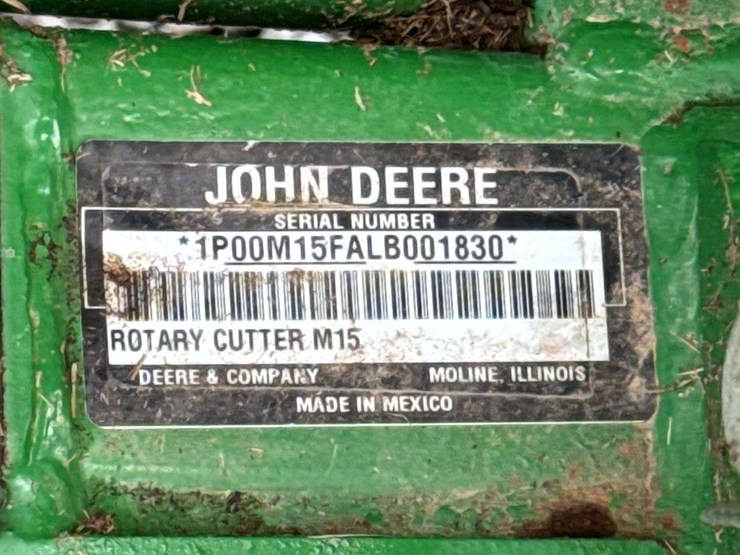 JOHN DEERE
SERIAL NUMBER
*1P00M15FALB001830*
ROTARY CUTTER M15
DEERE & COMPANY MOLINE, ILLINOIS
MADE IN MEXICO